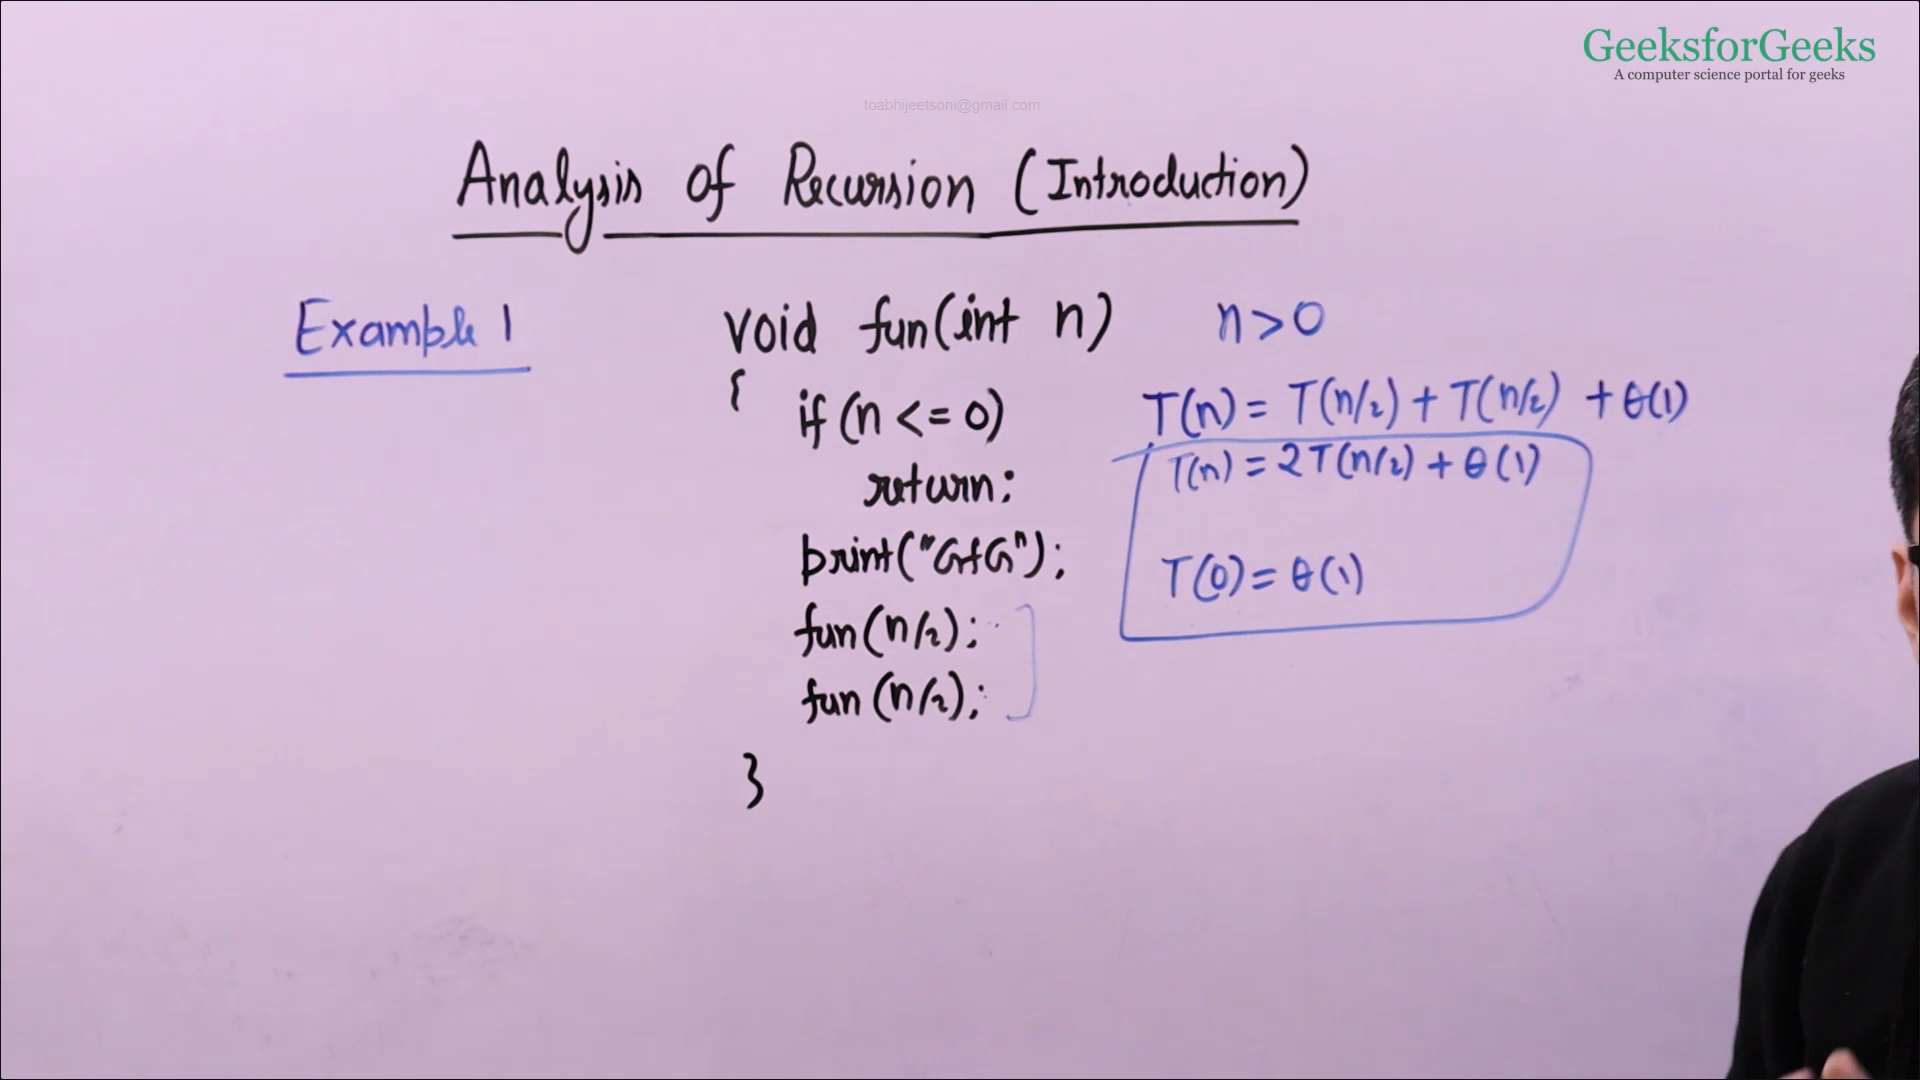 GeeksforGeeks
A computer science portal for geeks
toabhijeetsoni@gmail.com
Analysis of Recursion (Introduction)
Example 1
void fun(int n)
n>0
{
if (n <= 0)
T(n) = T(n/2) + T(n/2) + θ(1)
T(n) = 2T(n/2) + θ(1)
return;
print("GfG");
T(0) = θ(1)
fun(n/2);
fun(n/2);
}